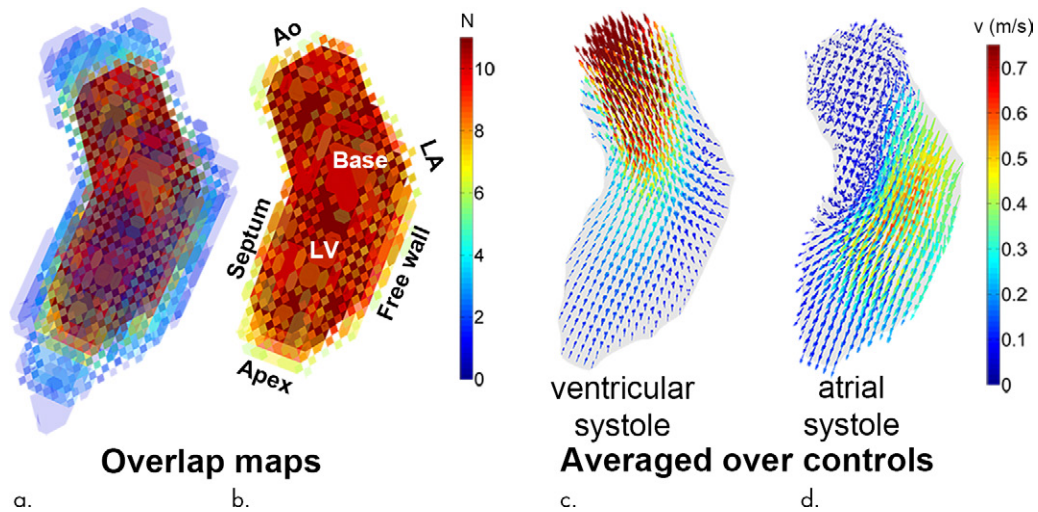 N
10
8
6
4
2
0
Ao
LA
Base
Septum
LV
Free wall
Apex
v (m/s)
0.7
0.6
0.5
0.4
0.3
0.2
0.1
0
ventricular
systole
atrial
systole
Overlap maps
Averaged over controls
a.
b.
c.
d.